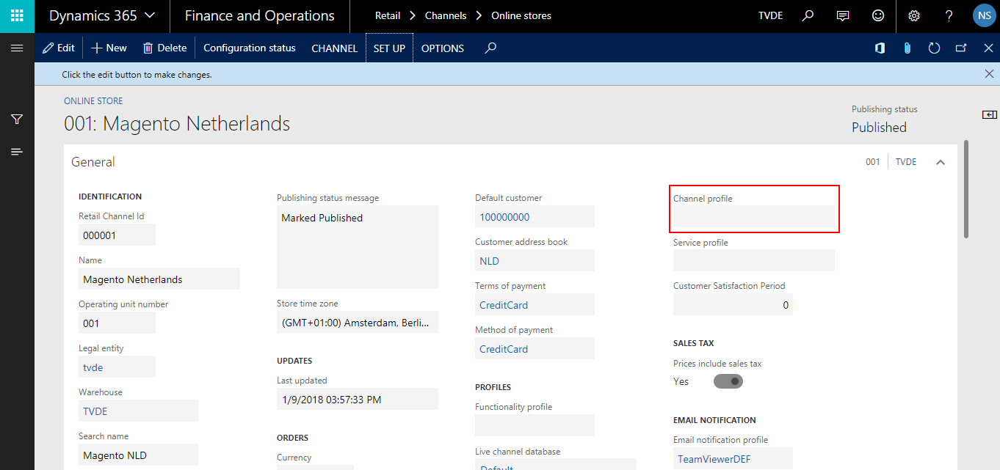 Dynamics 365
Finance and Operations
Retail > Channels > Online stores
TVDE
?
NS
Edit
New
Delete
Configuration status
CHANNEL
SET UP
OPTIONS
Click the edit button to make changes.
ONLINE STORE
001: Magento Netherlands
Publishing status
Published
General
001
TVDE
IDENTIFICATION
Retail Channel Id
000001
Name
Magento Netherlands
Operating unit number
001
Legal entity
tvde
Warehouse
TVDE
Search name
Magento NLD
Publishing status message
Marked Published
Store time zone
(GMT+01:00) Amsterdam, Berli...
UPDATES
Last updated
1/9/2018 03:57:33 PM
ORDERS
Currency
Default customer
100000000
Customer address book
NLD
Terms of payment
CreditCard
Method of payment
CreditCard
PROFILES
Functionality profile
Live channel database
Default
Channel profile
Service profile
Customer Satisfaction Period
0
SALES TAX
Prices include sales tax
Yes
EMAIL NOTIFICATION
Email notification profile
TeamViewerDEF